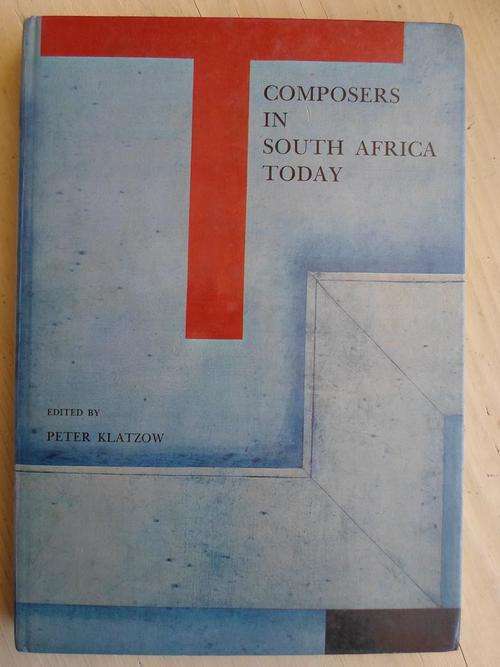 COMPOSERS
IN
SOUTH AFRICA
TODAY
EDITED BY
PETER KLATZOW